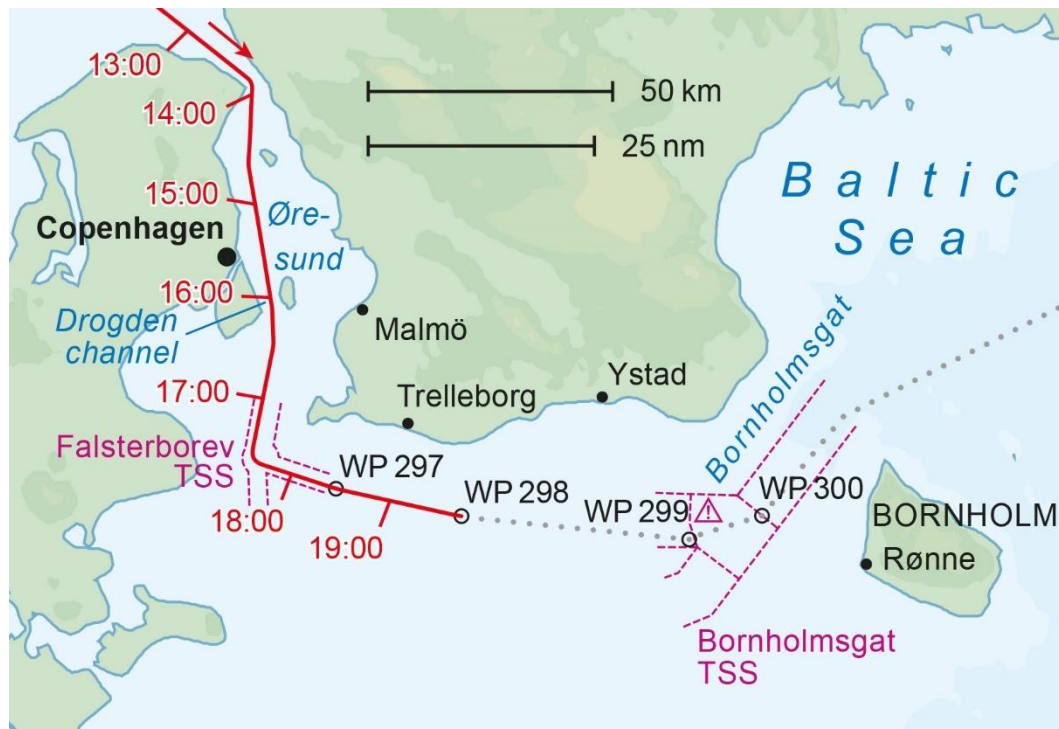 13:00
14:00
50 km
25 nm
Baltic
Sea
15:00
Copenhagen
Øre-
sund
16:00
Drogden
channel
Malmö
17:00
Trelleborg
Ystad
Bornholmsgat
Falsterborev
TSS
WP 297
WP 298
WP 299
WP 300
18:00
19:00
BORNHOLM
Rønne
Bornholmsgat
TSS